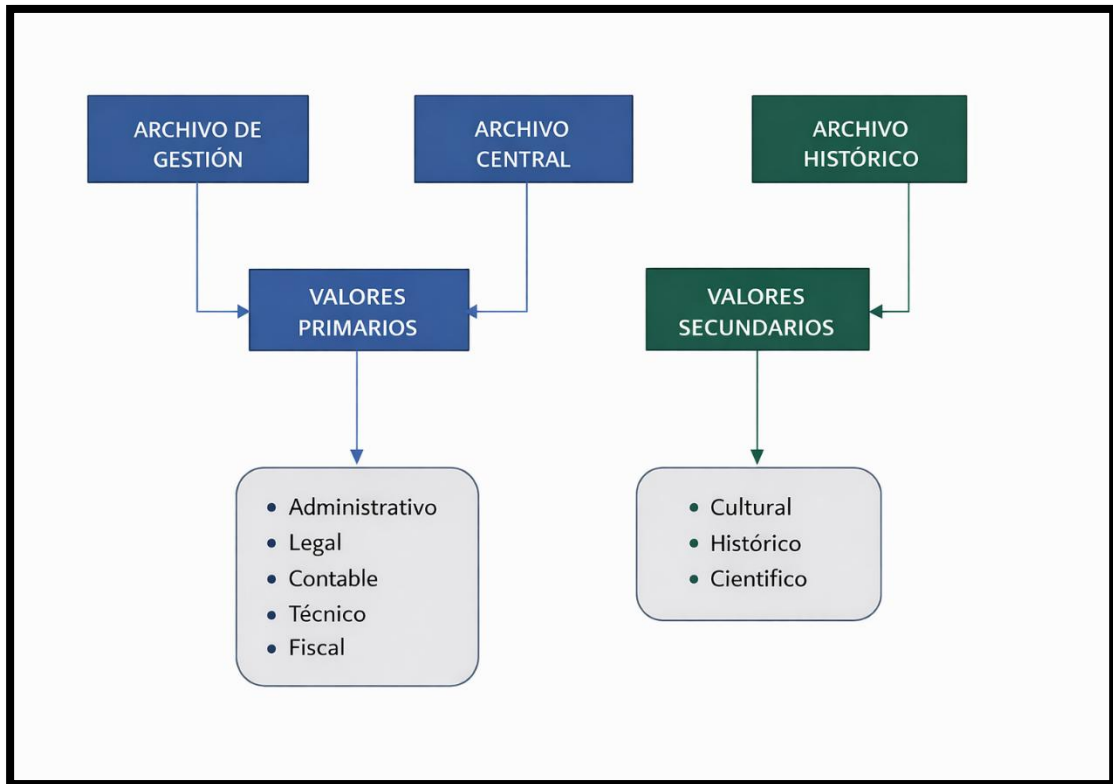 ARCHIVO DE
GESTIÓN
ARCHIVO
CENTRAL
ARCHIVO
HISTÓRICO
VALORES
PRIMARIOS
VALORES
SECUNDARIOS
• Administrativo
• Legal
• Contable
• Técnico
• Fiscal
• Cultural
• Histórico
• Cientifico